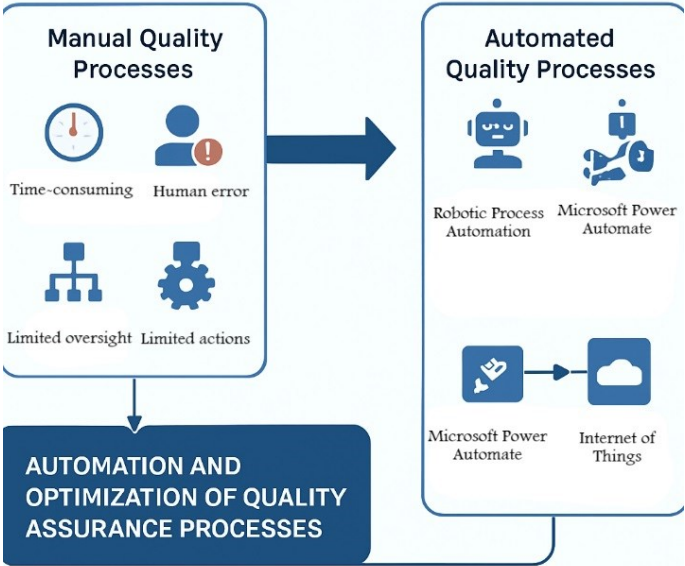 Manual Quality
Processes
Time-consuming
Human error
Limited oversight
Limited actions
Automated
Quality Processes
Robotic Process
Automation
Microsoft Power
Automate
Microsoft Power
Automate
Internet of
Things
AUTOMATION AND
OPTIMIZATION OF QUALITY
ASSURANCE PROCESSES